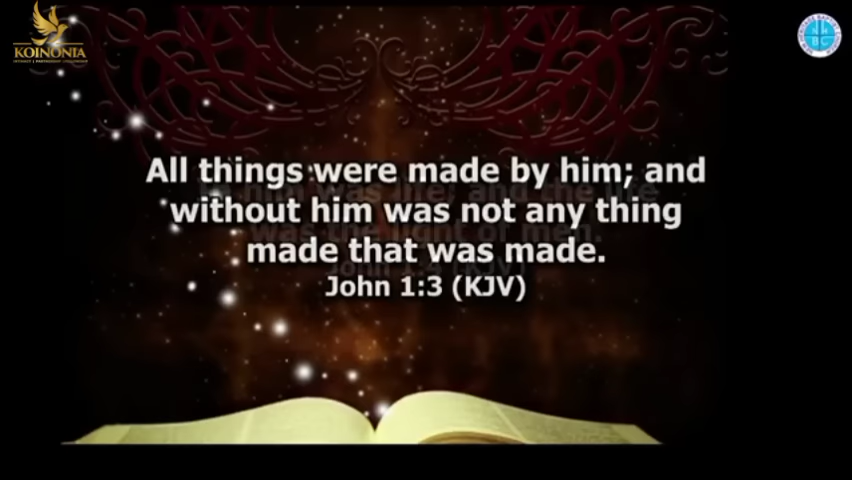 KOINONIA
All things were made by him; and
without him was not any thing
made that was made.
John 1:3 (KJV)